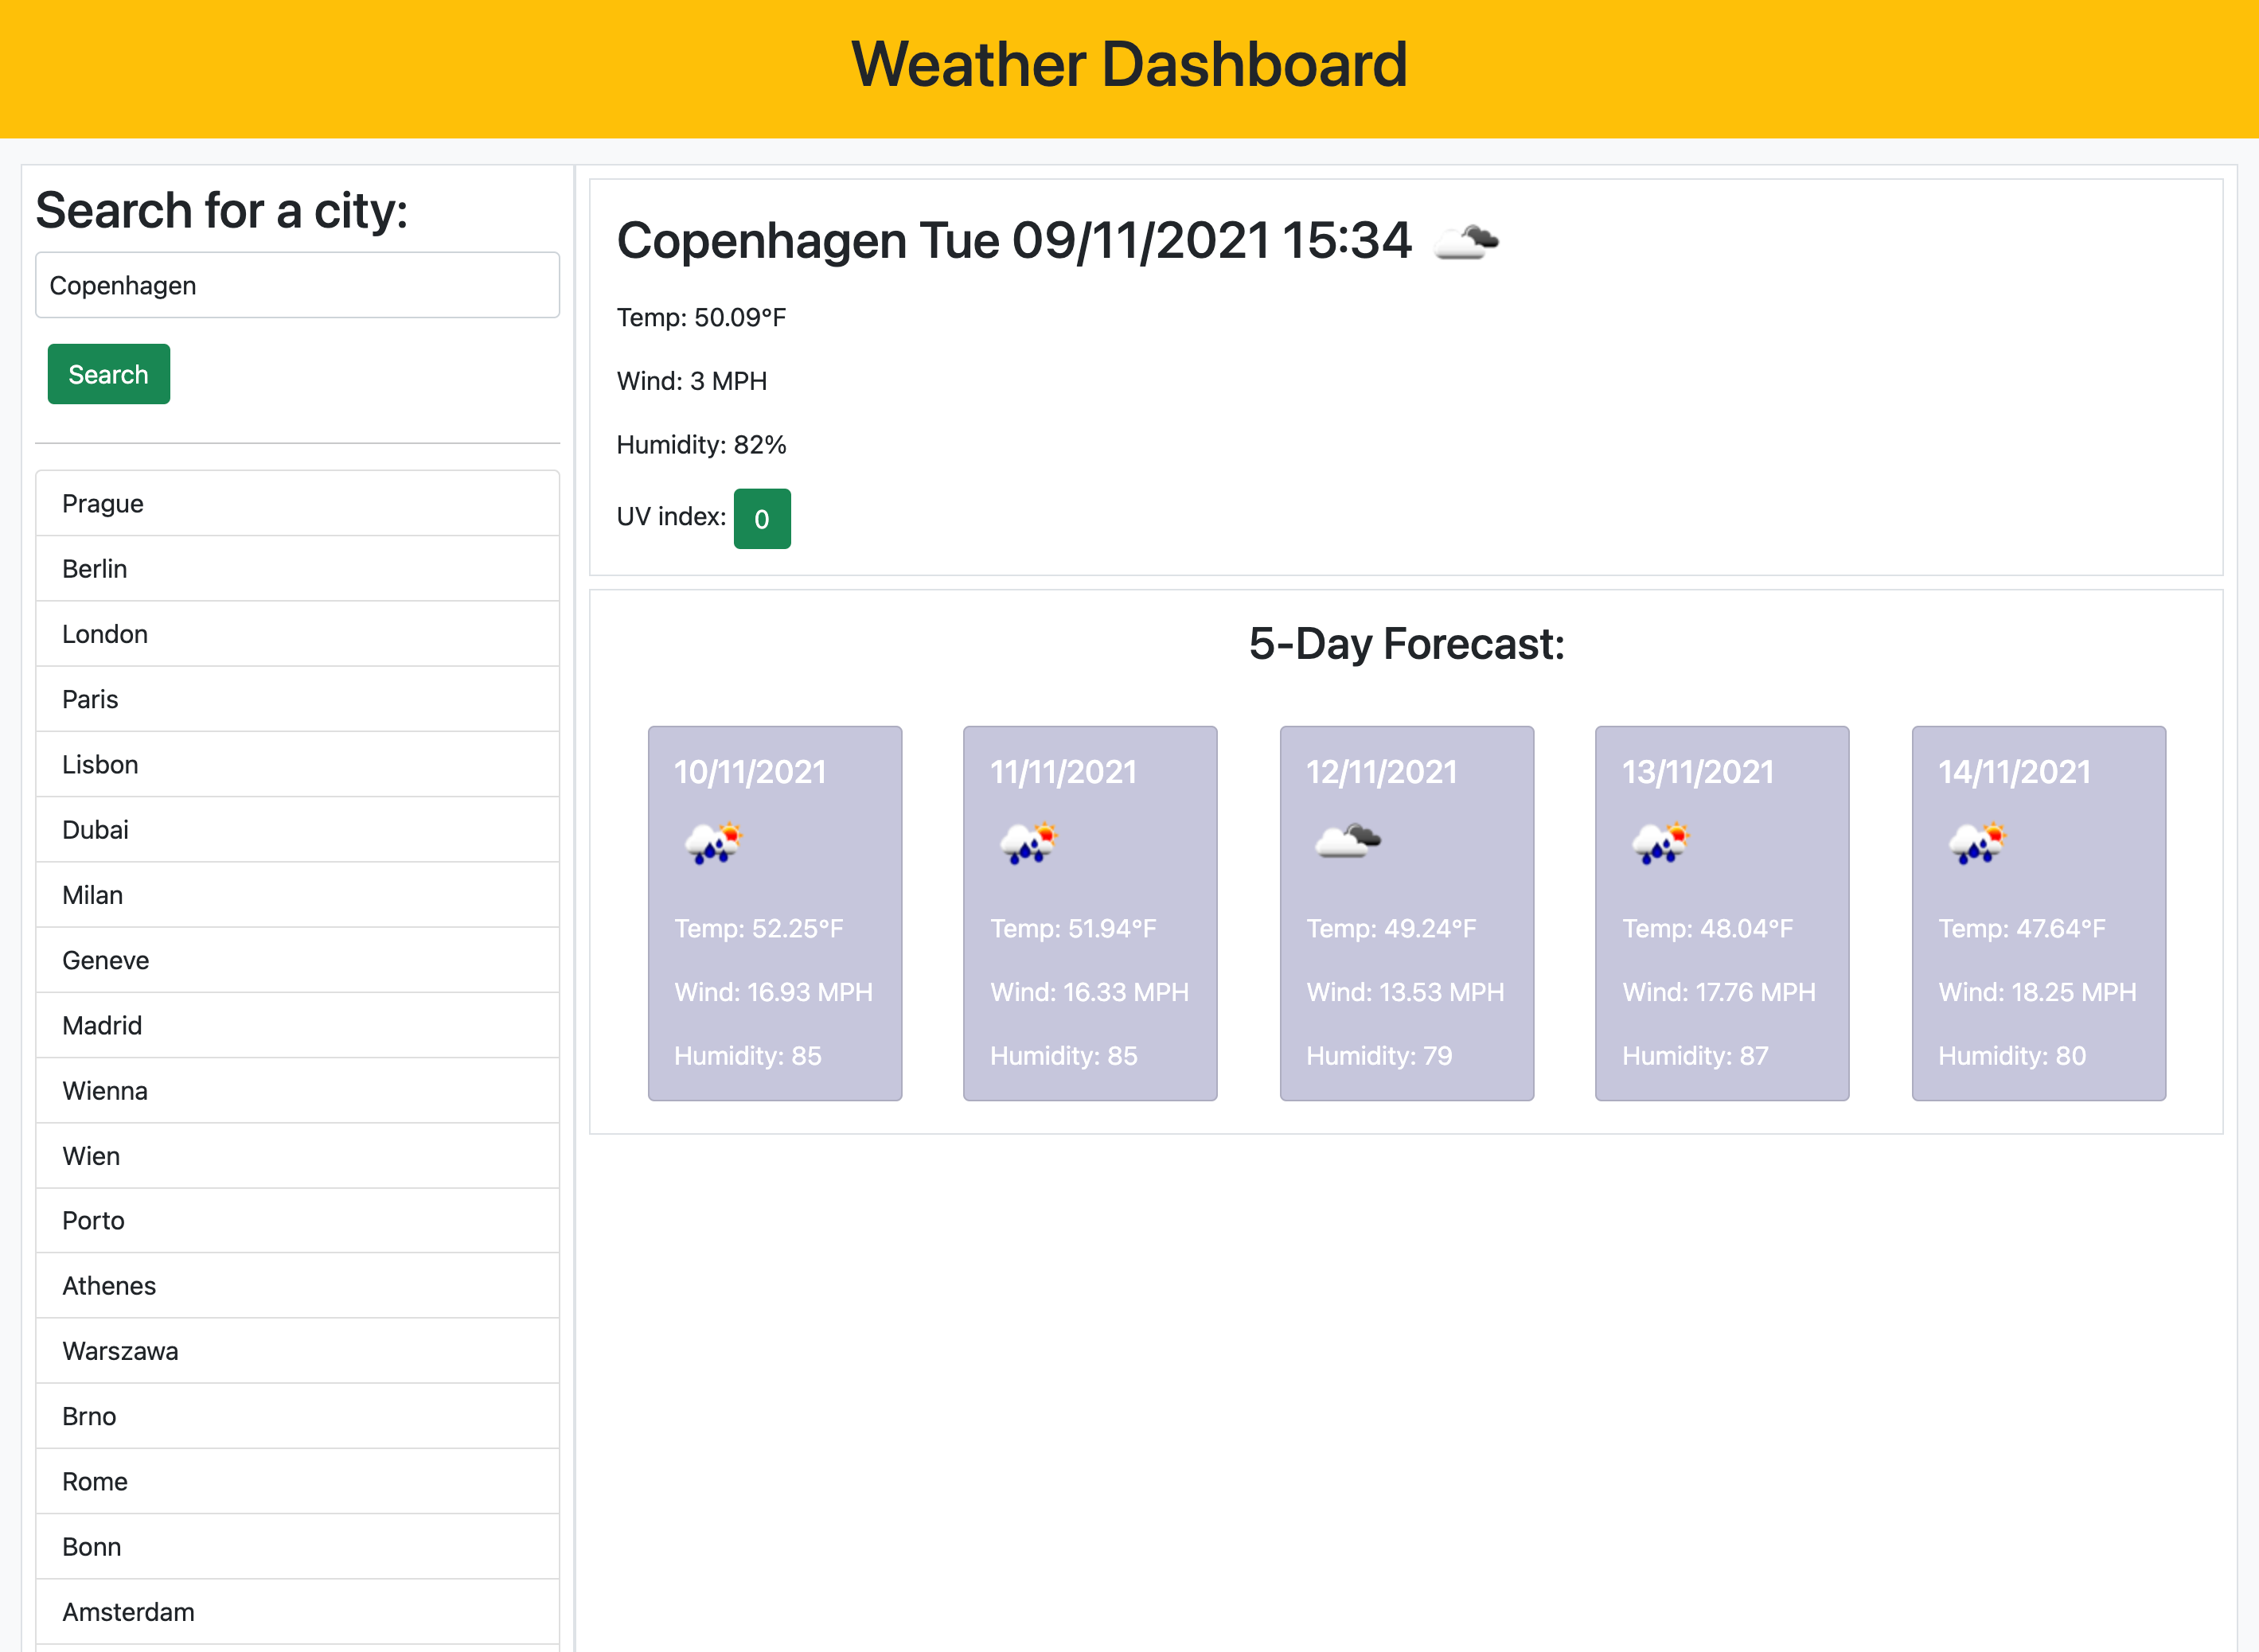 Weather Dashboard
Search for a city:
Copenhagen
Search
Prague
Berlin
London
Paris
Lisbon
Dubai
Milan
Geneve
Madrid
Wienna
Wien
Porto
Athenes
Warszawa
Brno
Rome
Bonn
Amsterdam
Copenhagen Tue 09/11/2021 15:34
Temp: 50.09°F
Wind: 3 MPH
Humidity: 82%
UV index: 0
5-Day Forecast:
10/11/2021
Temp: 52.25°F
Wind: 16.93 MPH
Humidity: 85
11/11/2021
Temp: 51.94°F
Wind: 16.33 MPH
Humidity: 85
12/11/2021
Temp: 49.24°F
Wind: 13.53 MPH
Humidity: 79
13/11/2021
Temp: 48.04°F
Wind: 17.76 MPH
Humidity: 87
14/11/2021
Temp: 47.64°F
Wind: 18.25 MPH
Humidity: 80